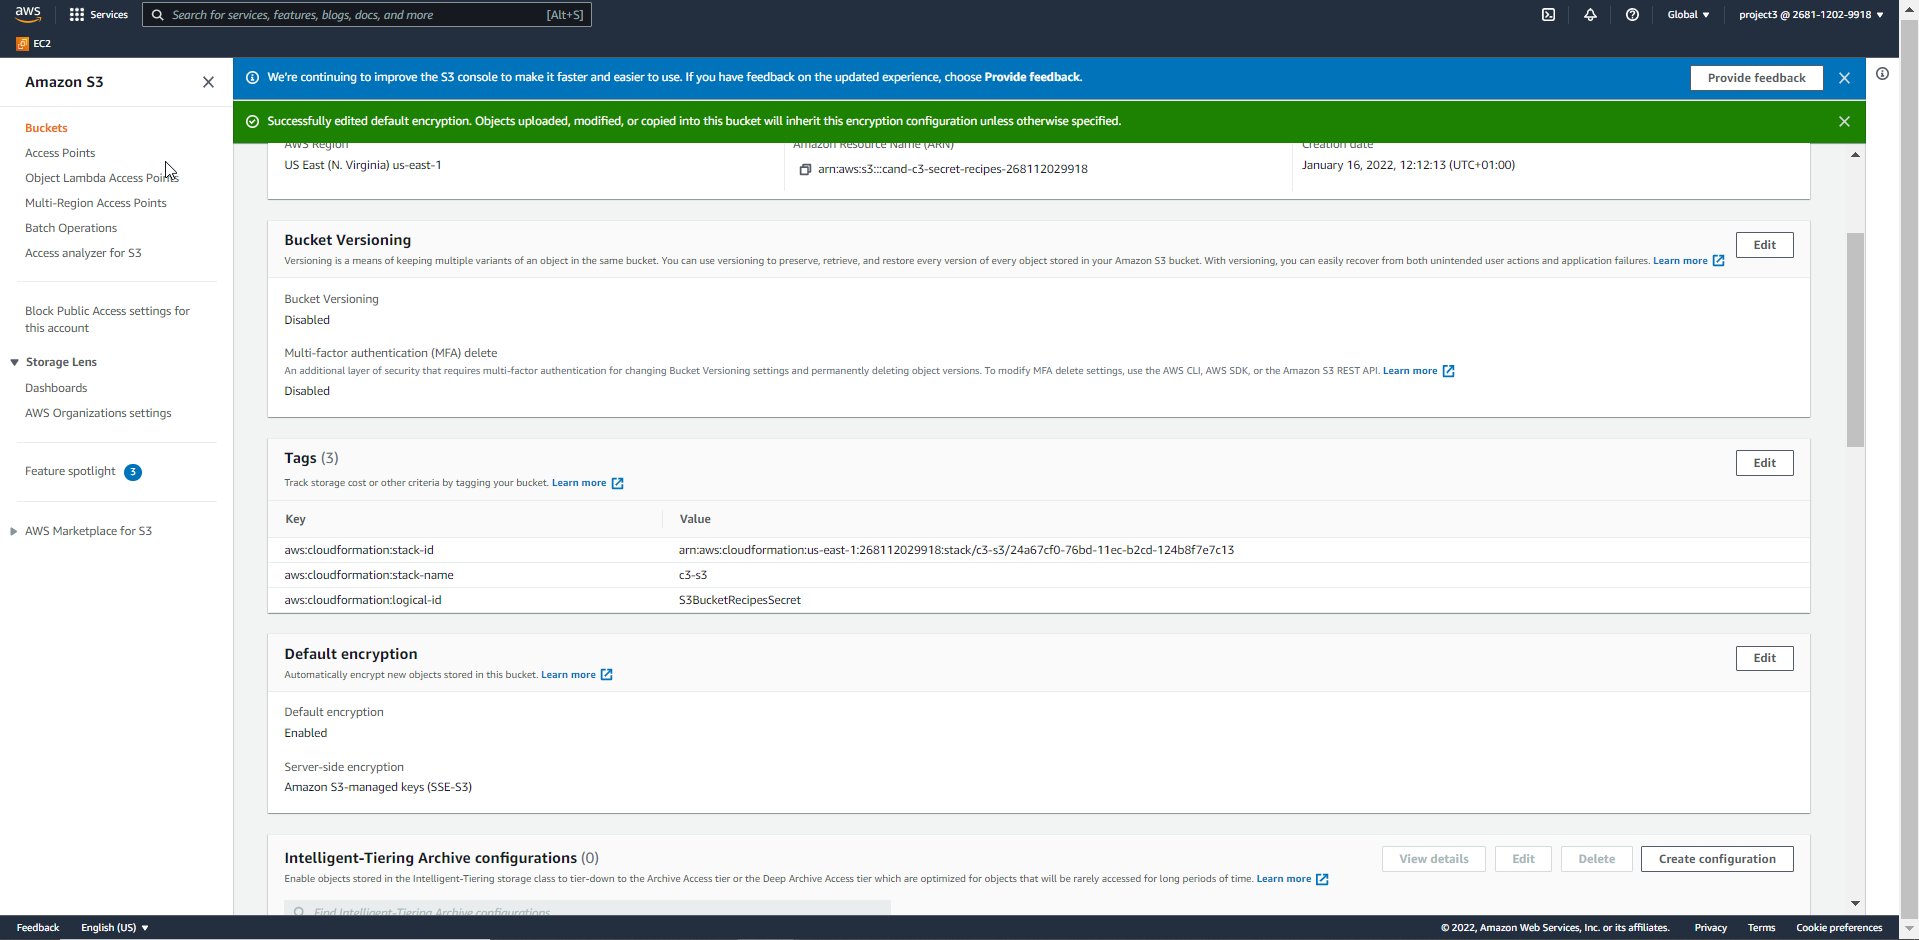 aws
Services
Search for services, features, blogs, docs, and more
[Alt+S]
Global
project3 @ 2681-1202-9918
EC2
Amazon S3
Buckets
Access Points
Object Lambda Access Points
Multi-Region Access Points
Batch Operations
Access analyzer for S3
Block Public Access settings for
this account
Storage Lens
Dashboards
AWS Organizations settings
Feature spotlight 3
AWS Marketplace for S3
We're continuing to improve the S3 console to make it faster and easier to use. If you have feedback on the updated experience, choose Provide feedback.
Provide feedback
Successfully edited default encryption. Objects uploaded, modified, or copied into this bucket will inherit this encryption configuration unless otherwise specified.
AWS Region
US East (N. Virginia) us-east-1
Amazon Resource Name (ARN)
arn:aws:s3:::cand-c3-secret-recipes-268112029918
Creation date
January 16, 2022, 12:12:13 (UTC+01:00)
Bucket Versioning
Edit
Versioning is a means of keeping multiple variants of an object in the same bucket. You can use versioning to preserve, retrieve, and restore every version of every object stored in your Amazon S3 bucket. With versioning, you can easily recover from both unintended user actions and application failures. Learn more
Bucket Versioning
Disabled
Multi-factor authentication (MFA) delete
An additional layer of security that requires multi-factor authentication for changing Bucket Versioning settings and permanently deleting object versions. To modify MFA delete settings, use the AWS CLI, AWS SDK, or the Amazon S3 REST API. Learn more
Disabled
Tags (3)
Edit
Track storage cost or other criteria by tagging your bucket. Learn more
Key
Value
aws:cloudformation:stack-id
arn:aws:cloudformation:us-east-1:268112029918:stack/c3-s3/24a67cf0-76bd-11ec-b2cd-124b8f7e7c13
aws:cloudformation:stack-name
c3-s3
aws:cloudformation:logical-id
S3BucketRecipesSecret
Default encryption
Edit
Automatically encrypt new objects stored in this bucket. Learn more
Default encryption
Enabled
Server-side encryption
Amazon S3-managed keys (SSE-S3)
Intelligent-Tiering Archive configurations (0)
View details
Edit
Delete
Create configuration
Enable objects stored in the Intelligent-Tiering storage class to tier-down to the Archive Access tier or the Deep Archive Access tier which are optimized for objects that will be rarely accessed for long periods of time. Learn more
Find Intelligent-Tiering Archive configurations
Feedback
English (US)
© 2022, Amazon Web Services, Inc. or its affiliates.
Privacy
Terms
Cookie preferences